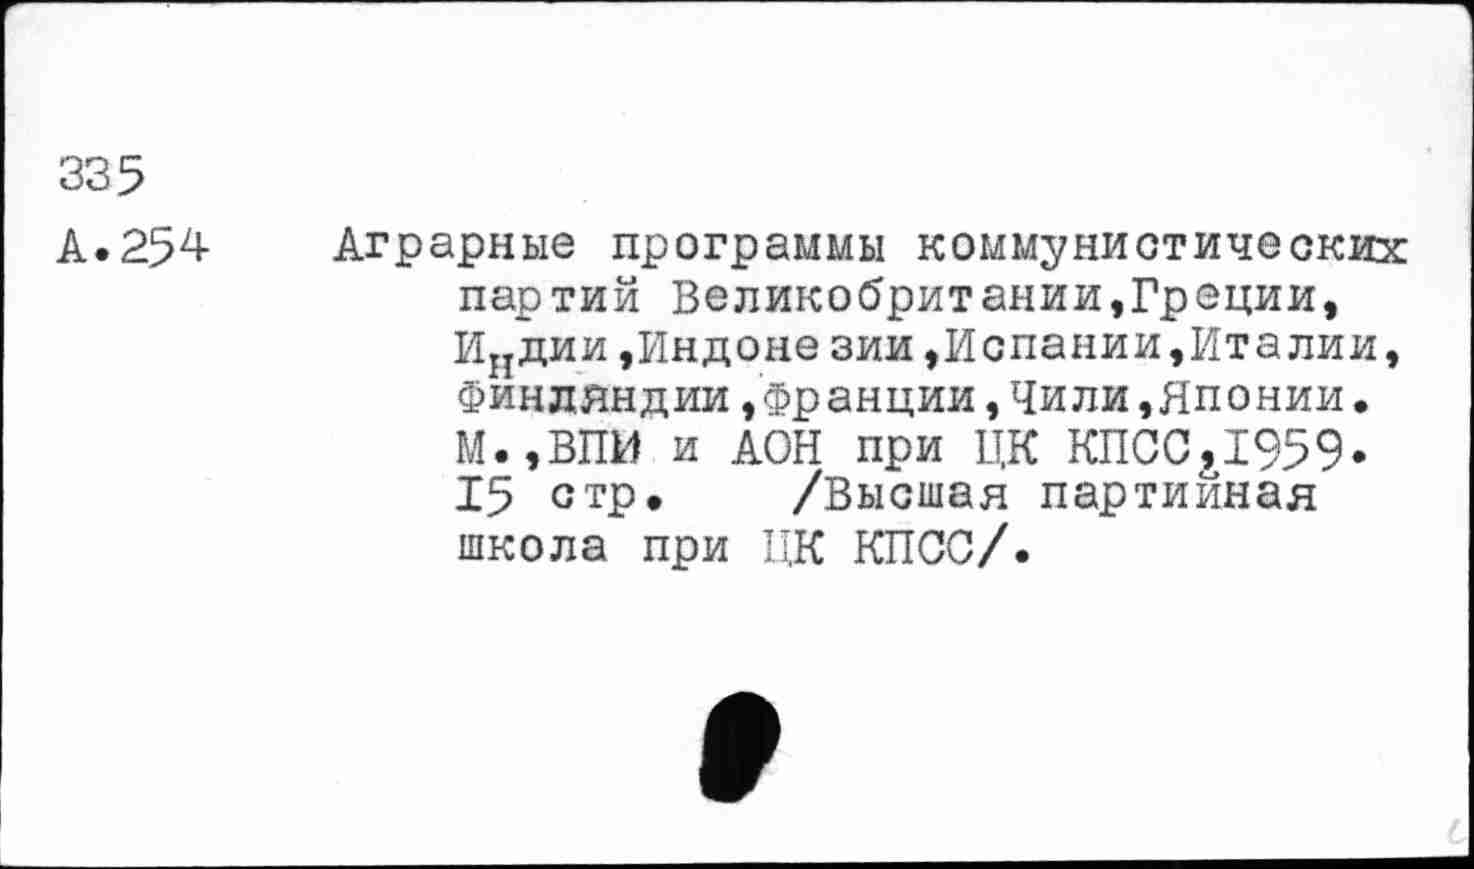 335
А.254 Аграрные программы коммунистических
партий Великобритании,Греции,
Индии,Индонезии,Испании,Италии,
Финляндии,Франции,Чили,Японии.
М.,ВПИ и АОН при ЦК КПСС,1959.
15 стр. /Высшая партийная
школа при ЦК КПСС/.